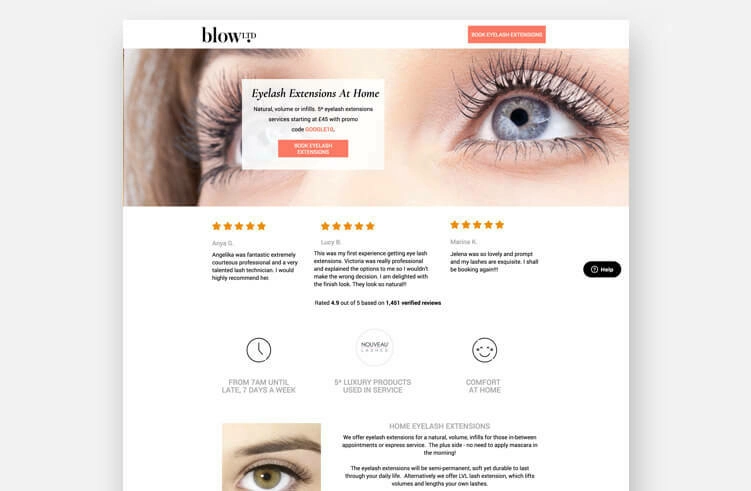 blow LTD
BOOK EYELASH EXTENSIONS
Eyelash Extensions At Home
Natural, volume or infills. 5* eyelash extensions
services starting at £45 with promo
code GOOGLE10.
BOOK EYELASH
EXTENSIONS
Anya G.
Angelika was fantastic extremely
courteous professional and a very
talented lash technician. I would
highly recommend her.
Lucy B.
This was my first experience getting eye lash
extensions. Victoria was really professional
and explained the options to me so I wouldn't
make the wrong decision. I am delighted with
the finish look. They look so natural!!
Marina K.
Jelena was so lovely and prompt
and my lashes are exquisite. I shall
be booking again!!!
Help
Rated 4.9 out of 5 based on 1,451 verified reviews
NOUVEAU
LASHES
FROM 7AM UNTIL
LATE, 7 DAYS A WEEK
5* LUXURY PRODUCTS
USED IN SERVICE
COMFORT
AT HOME
HOME EYELASH EXTENSIONS
We offer eyelash extensions for a natural, volume, infills for those in-between
appointments or express service. The plus side - no need to apply mascara in
the morning!
The eyelash extensions will be semi-permanent, soft yet durable to last
through your daily life. Alternatively we offer LVL lash extension, which lifts
volumes and lengths your own lashes.